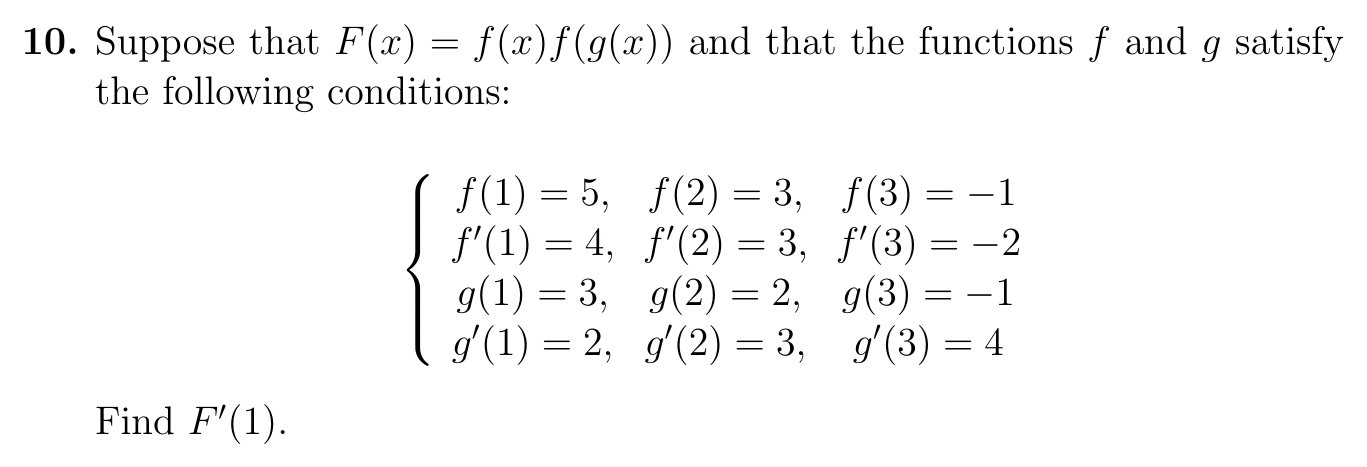 10. Suppose that F(x) = f(x)f(g(x)) and that the functions f and g satisfy
the following conditions:
f(1) = 5, f(2) = 3, f(3) = −1
f′(1) = 4, f′(2) = 3, f′(3) = −2
g(1) = 3, g(2) = 2, g(3) = −1
g′(1) = 2, g′(2) = 3, g′(3) = 4
Find F′(1).